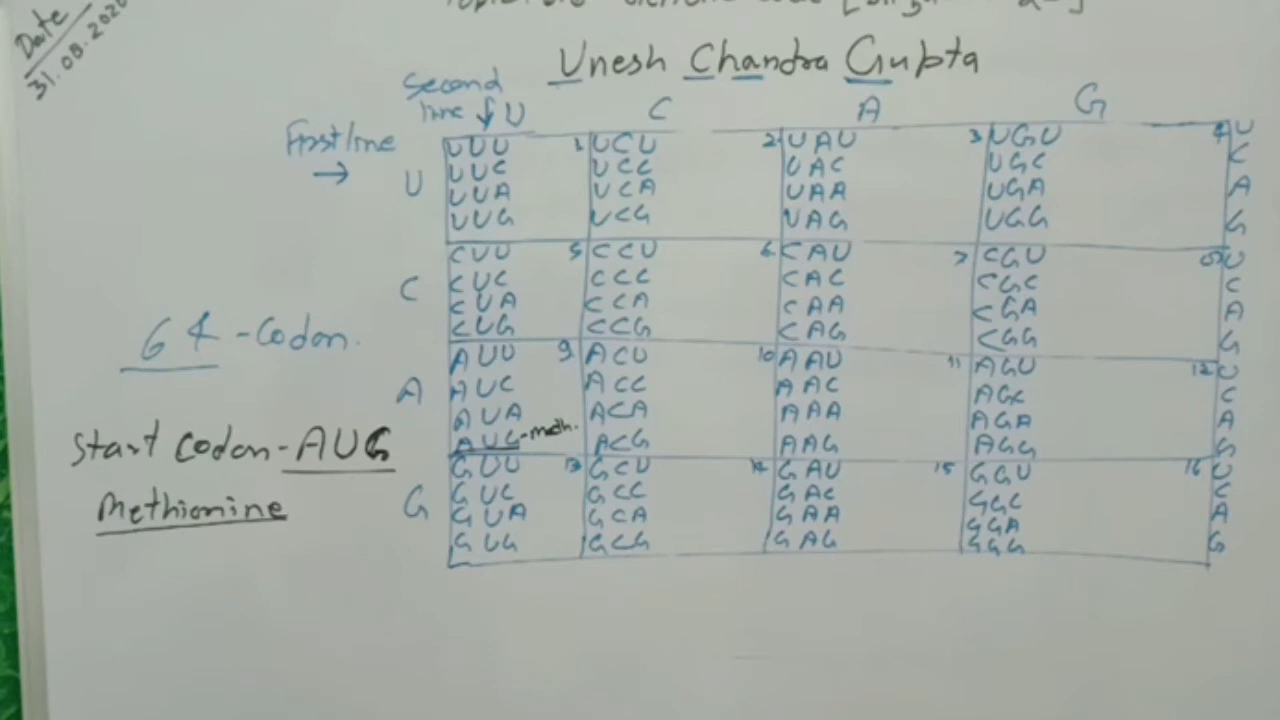 Date
31.08.2020
Unesh Chandra Gupta
Second
line U C A G
First line
U
UUU 1 UCU 2 UAU 3 UGU 4 U
UUC UCC UAC UGC C
UUA UCA UAA UGA A
UUG UCG UAG UGG G
C
CUU 5 CCU 6 CAU 7 CGU U
CUC CCC CAC CGC C
CUA CCA CAA CGA A
CUG CCG CAG CGG G
64-Codon.
A
AUU 9 ACU 10 AAU 11 AGU 12 U
AUC ACC AAC AGC C
AUA ACA AAA AGA A
AUG-meth. ACG AAG AGG G
Start Codon-AUG
Methionine
G
GUU 13 GCU 14 GAU 15 GGU 16 U
GUC GCC GAC GGC C
GUA GCA GAA GGA A
GUG GCG GAG GGG G